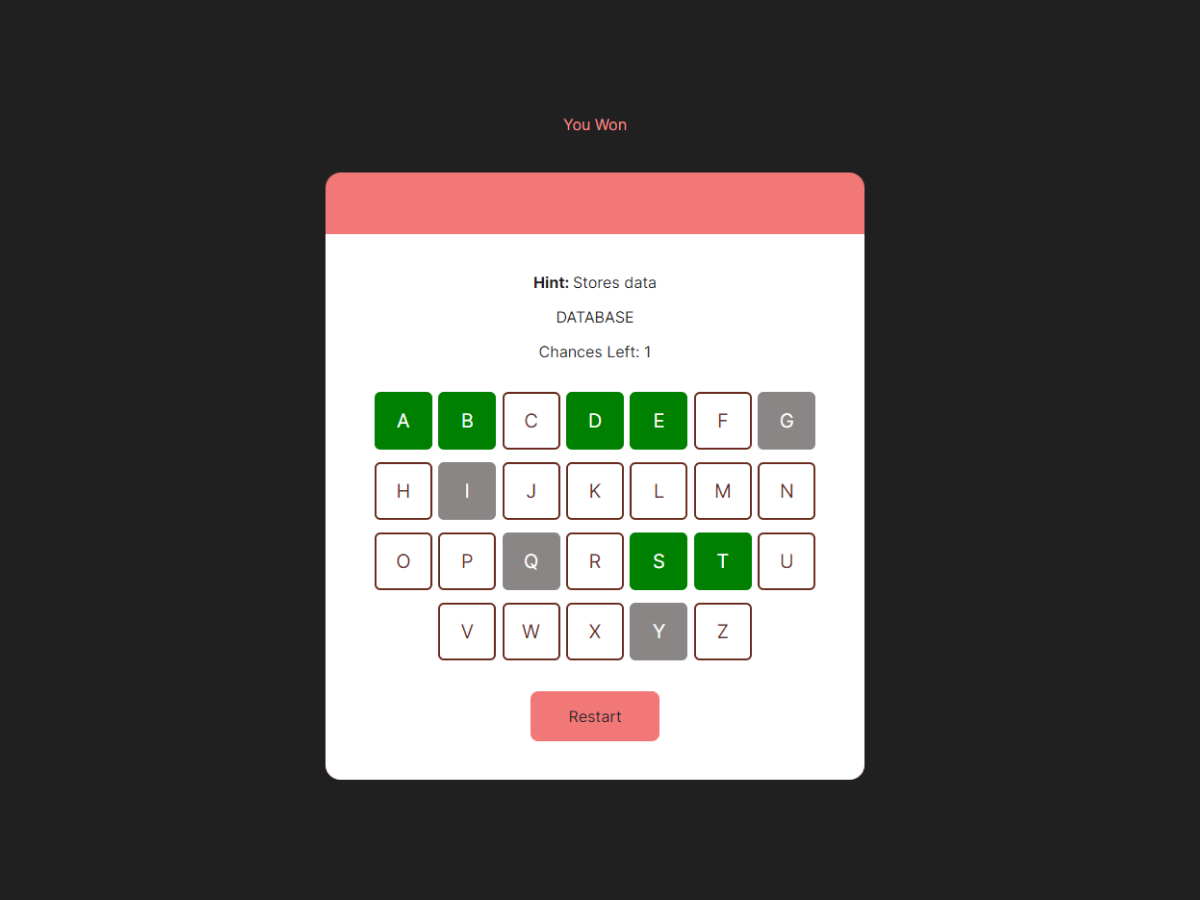 You Won
Hint: Stores data
DATABASE
Chances Left: 1
A B C D E F G
H I J K L M N
O P Q R S T U
V W X Y Z
Restart